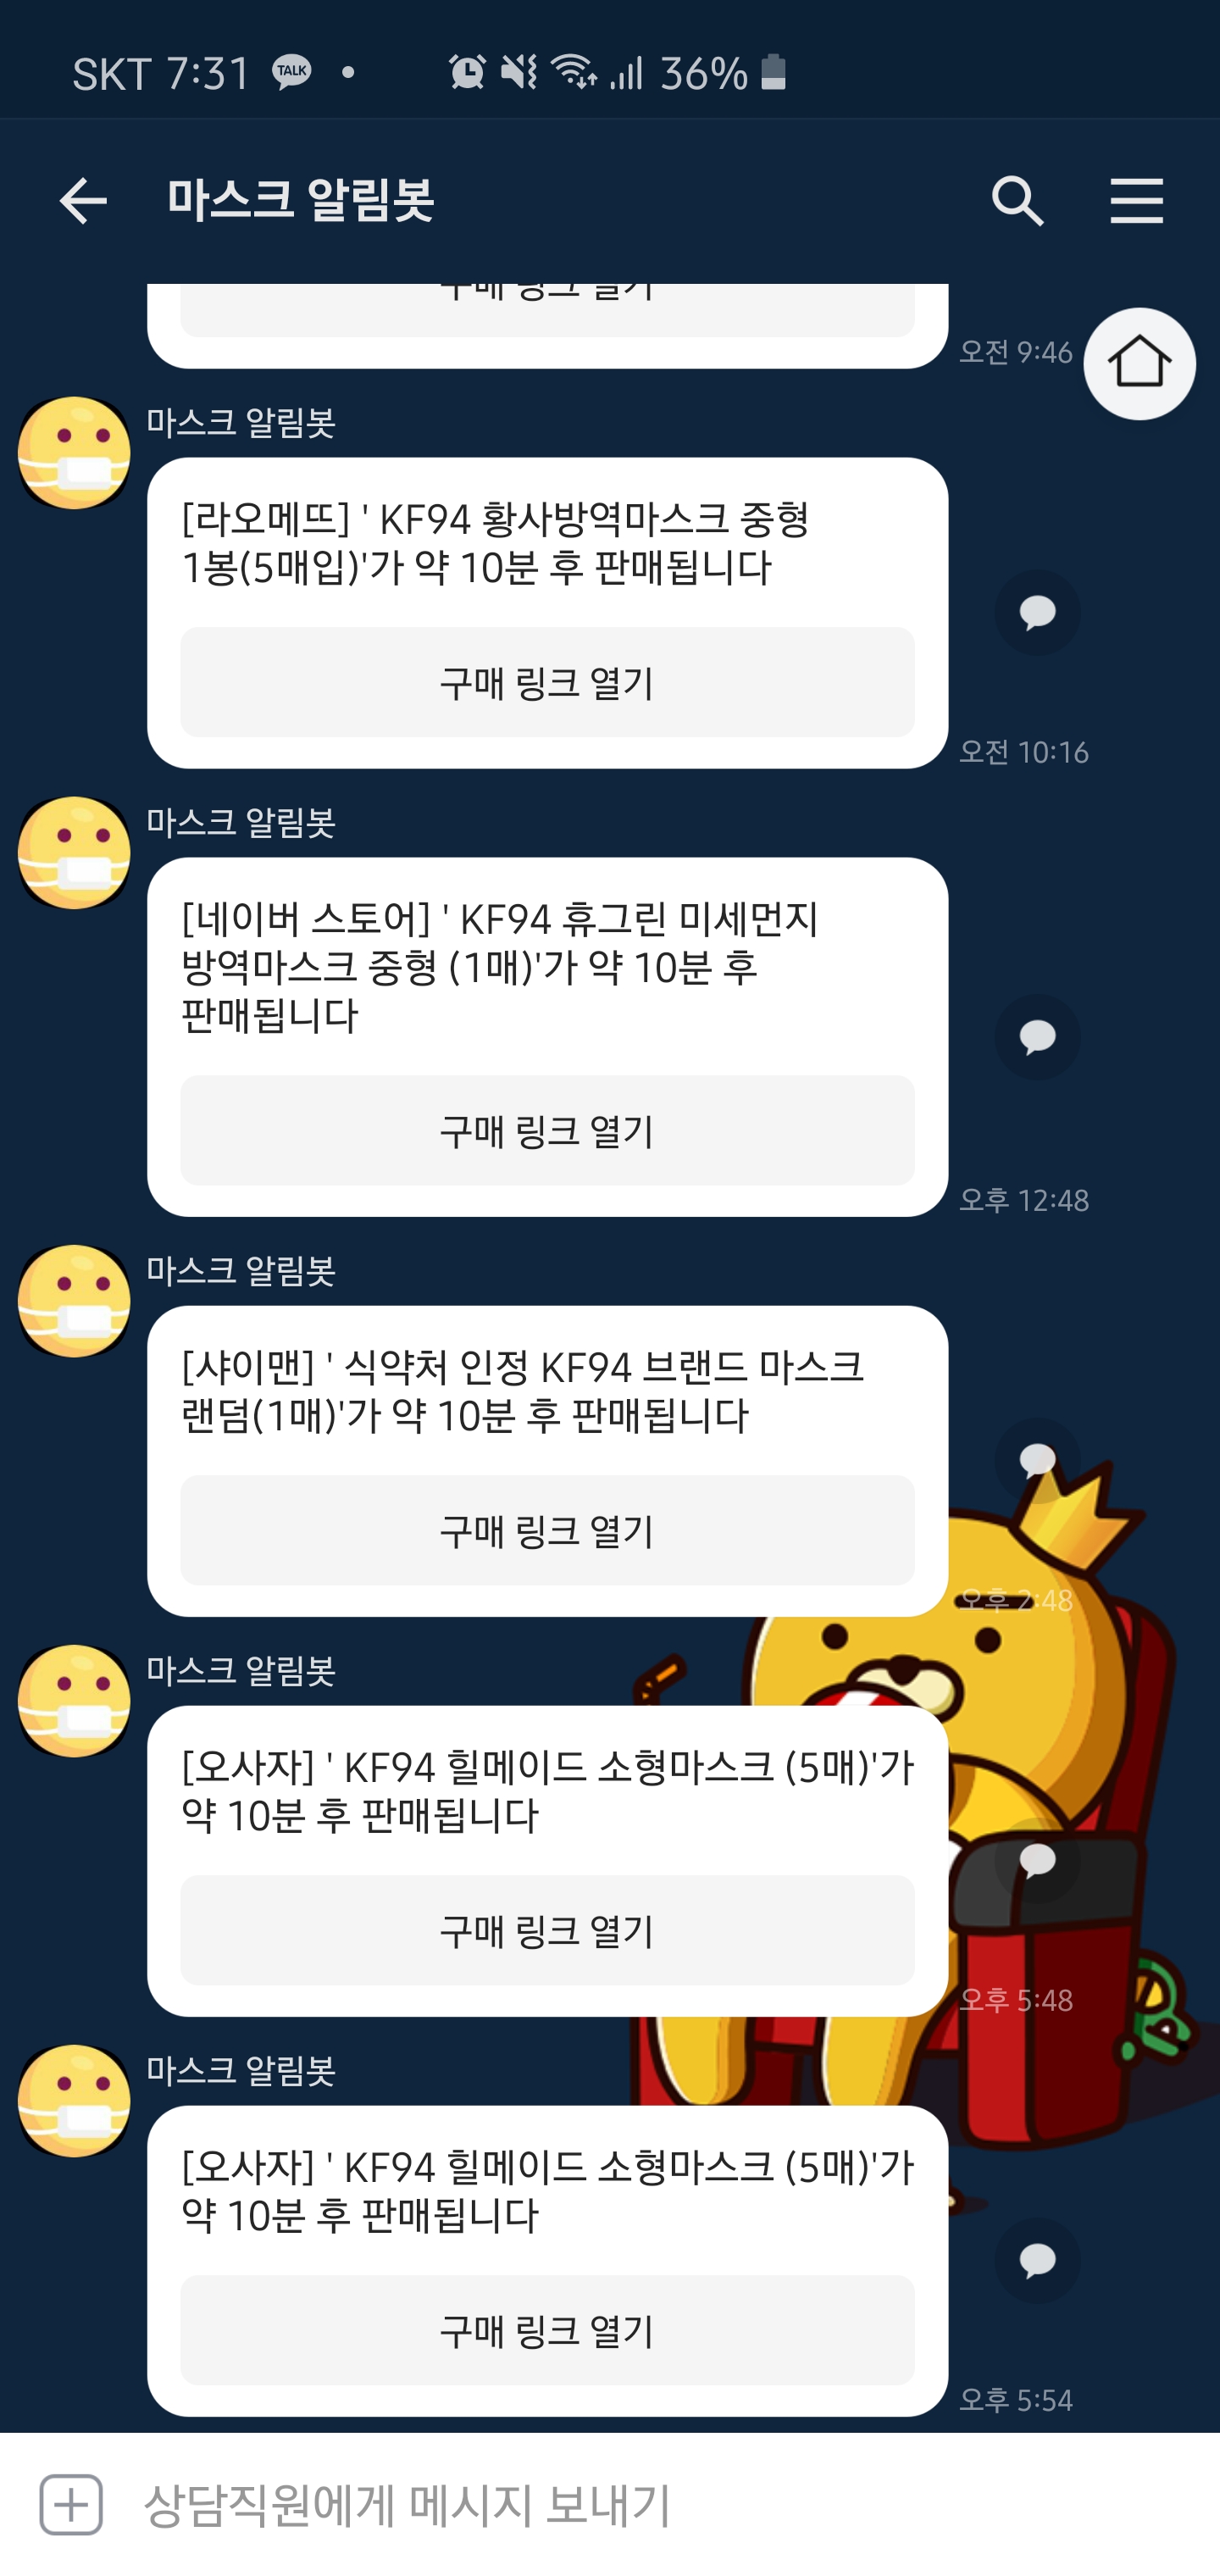 SKT 7:31 TALK 36%
마스크 알림봇
구매 링크 열기
오전 9:46
마스크 알림봇
[라오메뜨] ' KF94 황사방역마스크 중형
1봉(5매입)'가 약 10분 후 판매됩니다
구매 링크 열기
오전 10:16
마스크 알림봇
[네이버 스토어] ' KF94 휴그린 미세먼지
방역마스크 중형 (1매)'가 약 10분 후
판매됩니다
구매 링크 열기
오후 12:48
마스크 알림봇
[샤이맨] ' 식약처 인정 KF94 브랜드 마스크
랜덤(1매)'가 약 10분 후 판매됩니다
구매 링크 열기
오후 2:48
마스크 알림봇
[오사자] ' KF94 힐메이드 소형마스크 (5매)'가
약 10분 후 판매됩니다
구매 링크 열기
오후 5:48
마스크 알림봇
[오사자] ' KF94 힐메이드 소형마스크 (5매)'가
약 10분 후 판매됩니다
구매 링크 열기
오후 5:54
상담직원에게 메시지 보내기